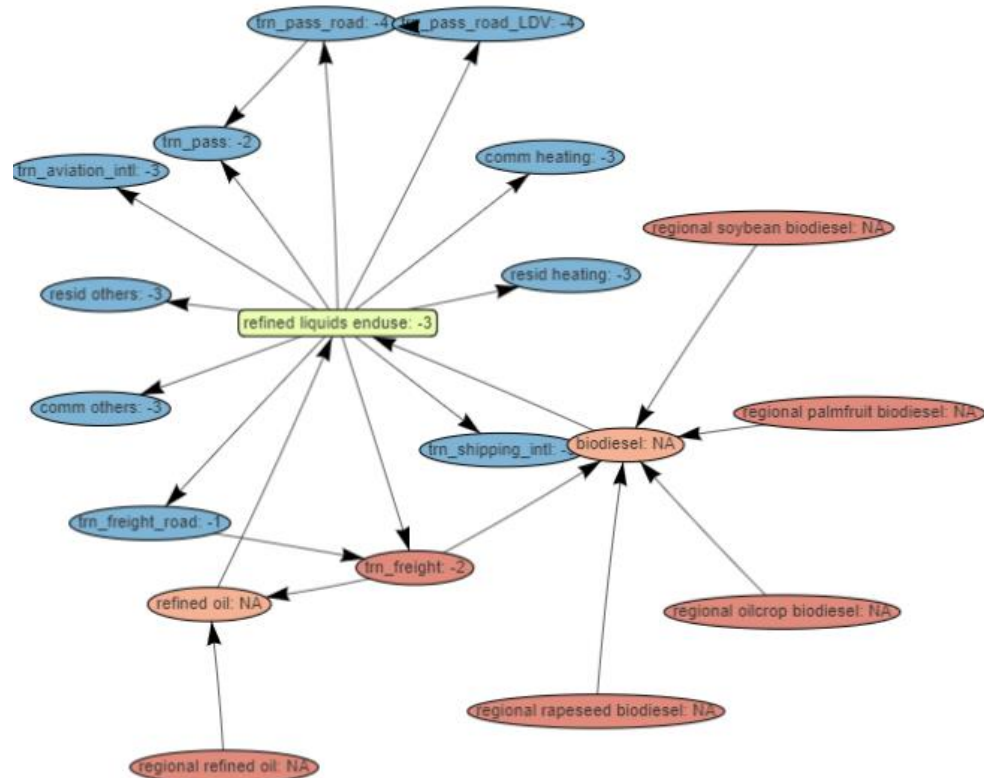 trn_pass_road: -4
trn_pass_road_LDV: -4
trn_pass: -2
comm heating: -3
trn_aviation_intl: -3
regional soybean biodiesel: NA
resid heating: -3
resid others: -3
refined liquids enduse: -3
comm others: -3
regional palmfruit biodiesel: NA
trn_shipping_intl:
biodiesel: NA
trn_freight_road: -1
trn_freight: -2
refined oil: NA
regional oilcrop biodiesel: NA
regional rapeseed biodiesel: NA
regional refined oil: NA